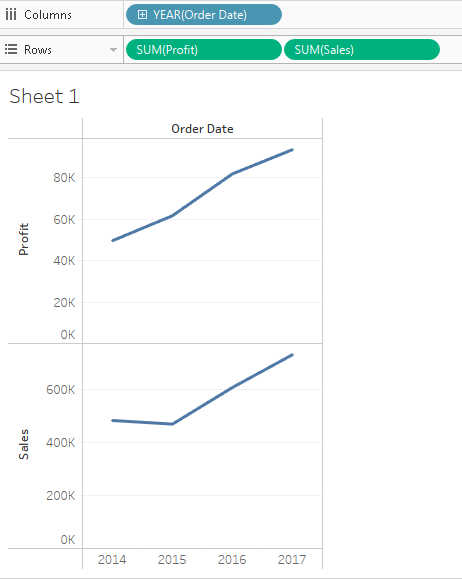 Columns YEAR(Order Date)
Rows SUM(Profit) SUM(Sales)
Sheet 1
Order Date
Profit
80K
60K
40K
20K
0K
Sales
600K
400K
200K
0K
2014 2015 2016 2017